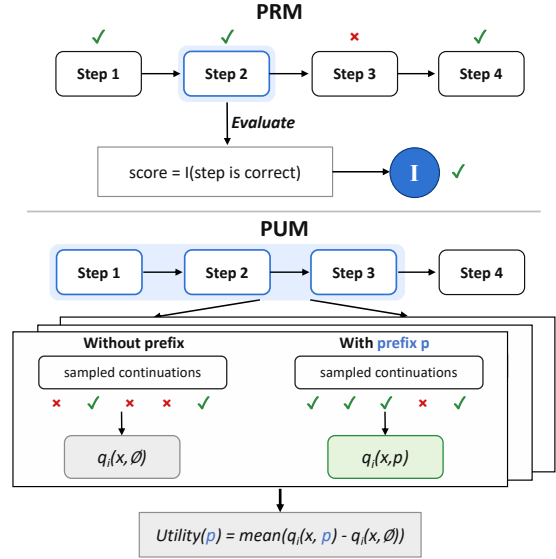 PRM
✓ ✓ × ✓
Step 1 Step 2 Step 3 Step 4
Evaluate
score = I(step is correct) I ✓
PUM
Step 1 Step 2 Step 3 Step 4
Without prefix With prefix p
sampled continuations sampled continuations
× ✓ × × ✓ ✓ ✓ ✓ × ✓
qᵢ(x,Ø) qᵢ(x,p)
Utility(p) = mean(qᵢ(x, p) - qᵢ(x,Ø))